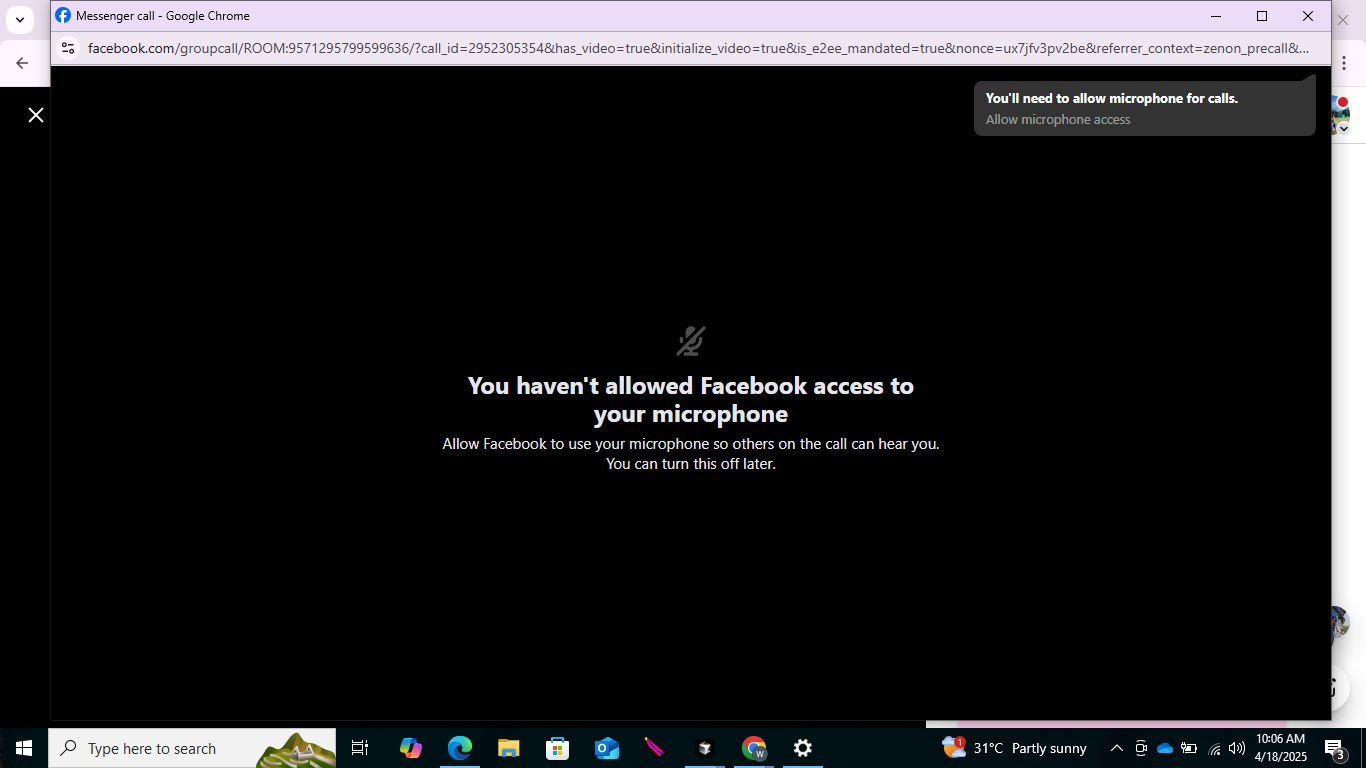 Messenger call - Google Chrome
facebook.com/groupcall/ROOM:9571295799599636/?call_id=2952305354&has_video=true&initialize_video=true&is_e2ee_mandated=true&nonce=ux7jfv3pv2be&referrer_context=zenon_precall&...
You'll need to allow microphone for calls.
Allow microphone access
You haven't allowed Facebook access to
your microphone
Allow Facebook to use your microphone so others on the call can hear you.
You can turn this off later.
Type here to search
W
1
31°C Partly sunny
10:06 AM
4/18/2025
3